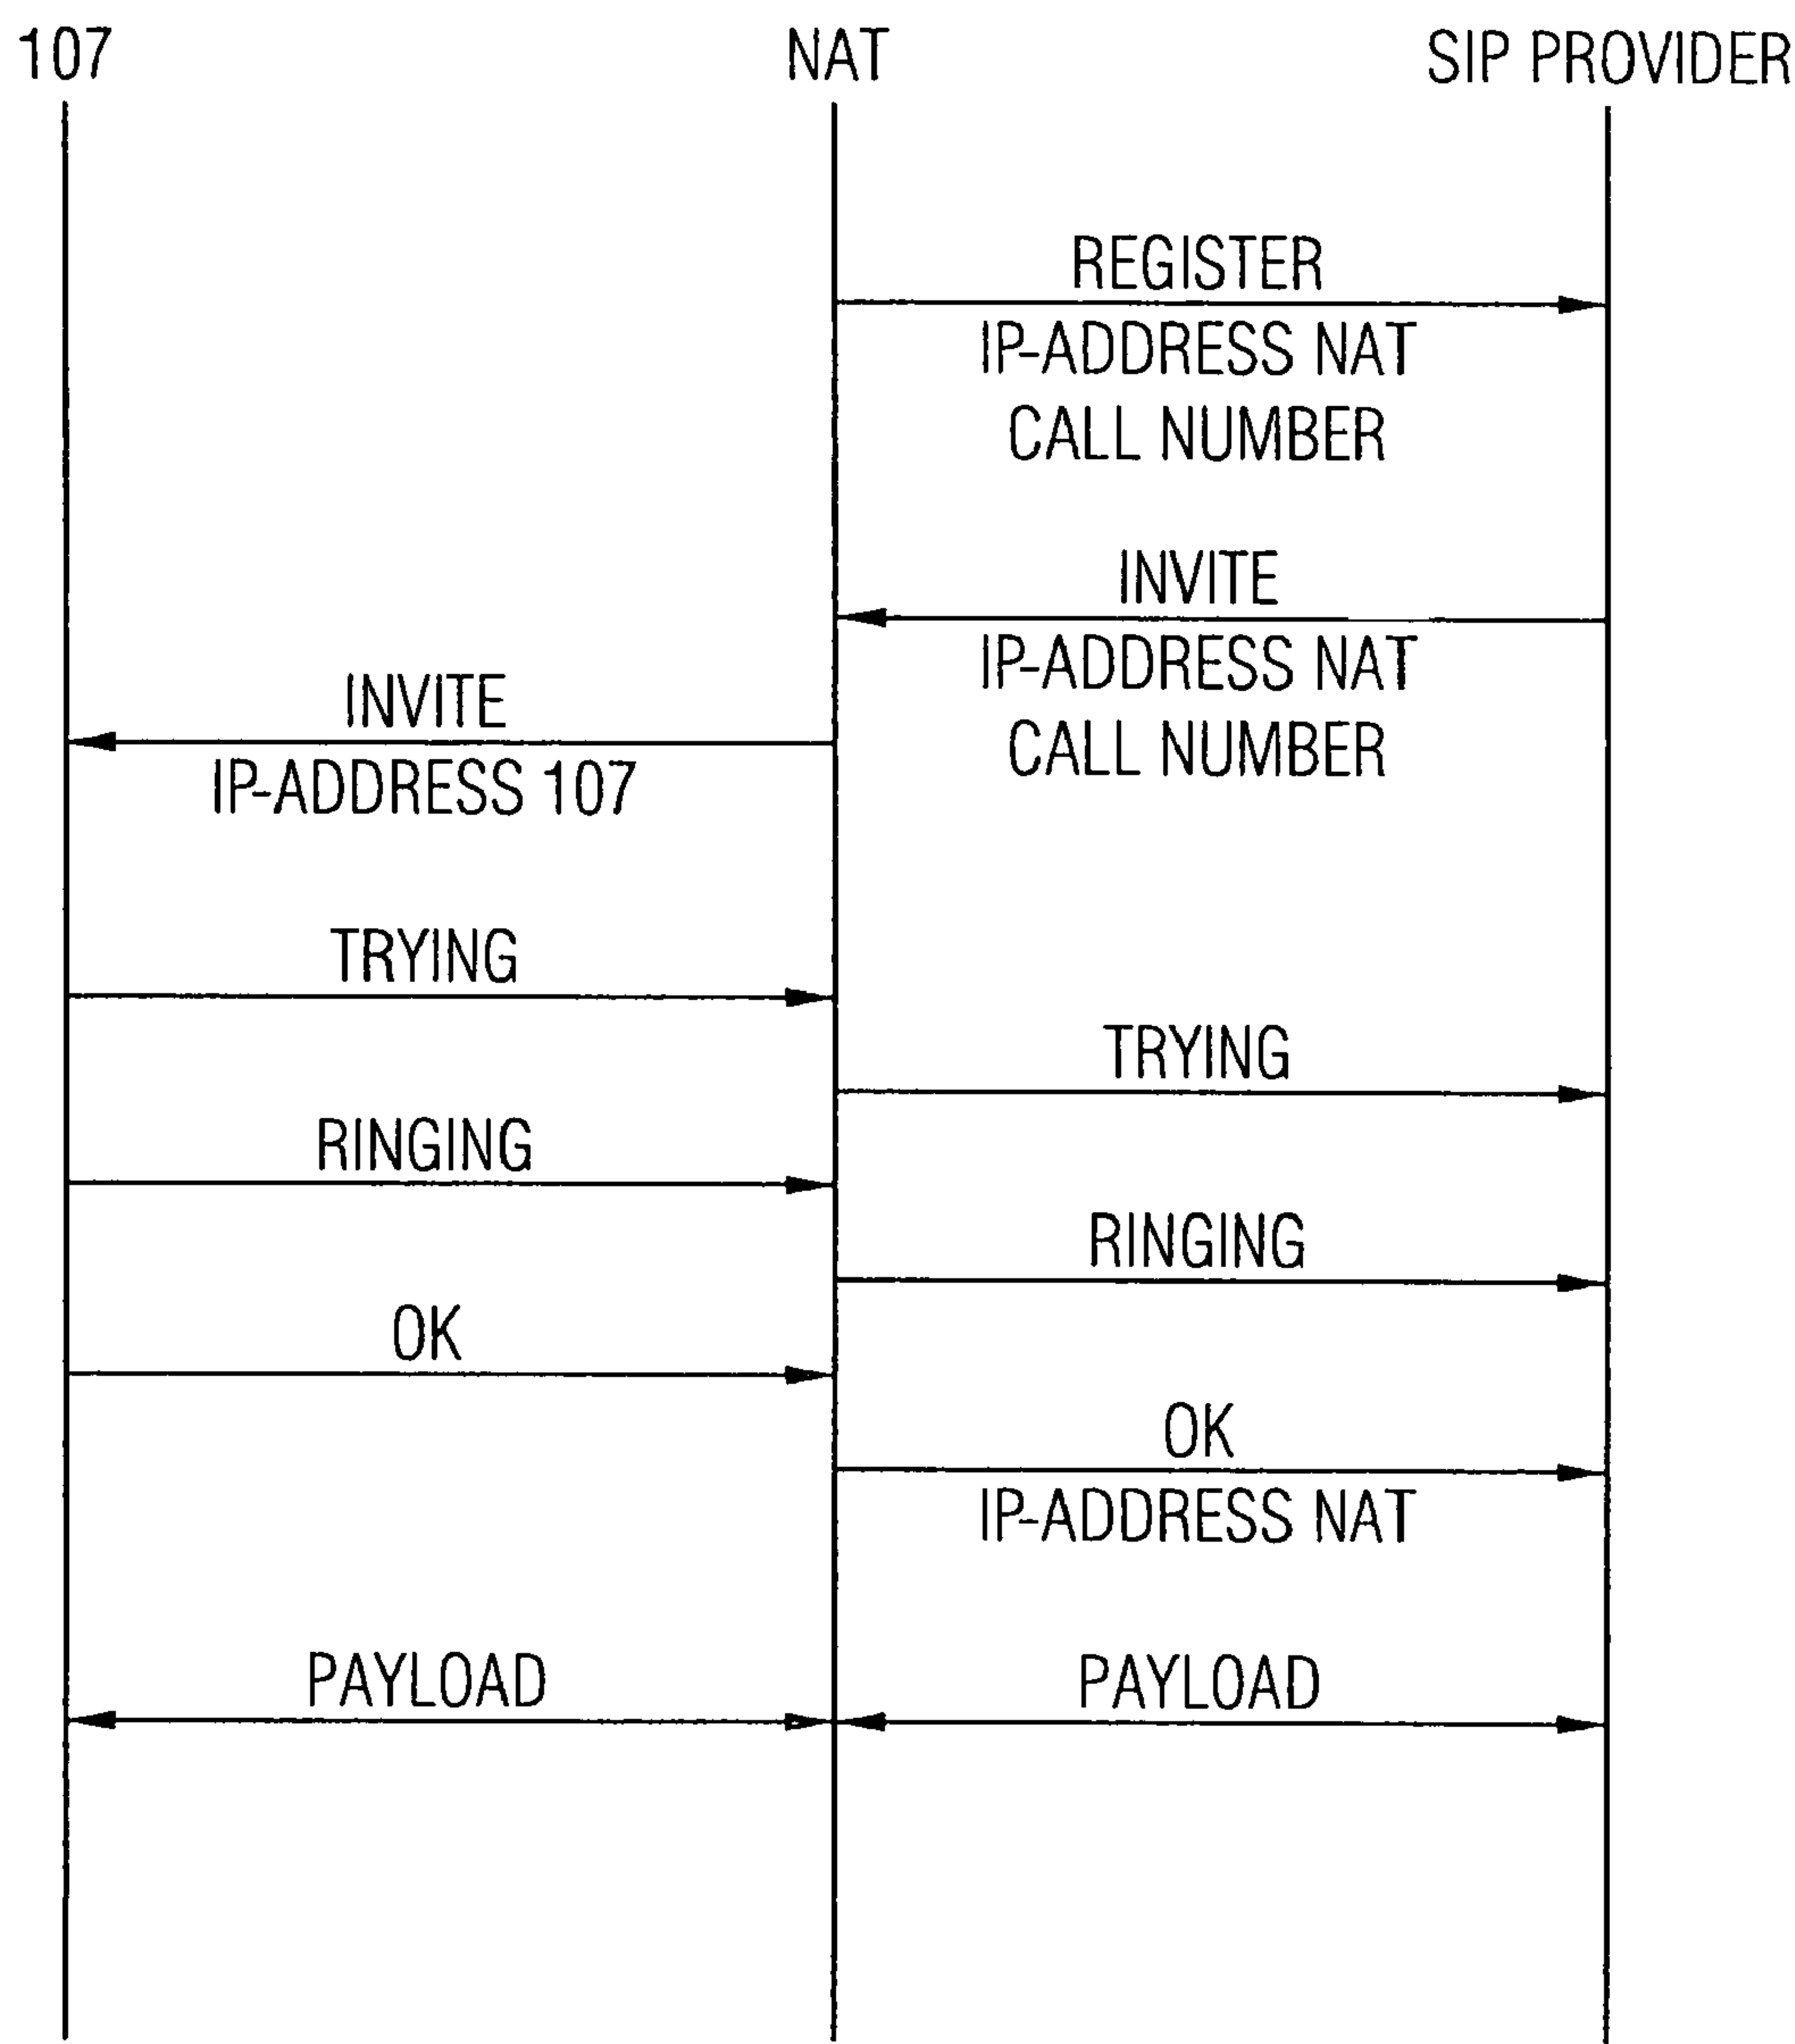 107
NAT
SIP PROVIDER
REGISTER
IP-ADDRESS NAT
CALL NUMBER
INVITE
IP-ADDRESS NAT
CALL NUMBER
INVITE
IP-ADDRESS 107
TRYING
TRYING
RINGING
RINGING
OK
OK
IP-ADDRESS NAT
PAYLOAD
PAYLOAD